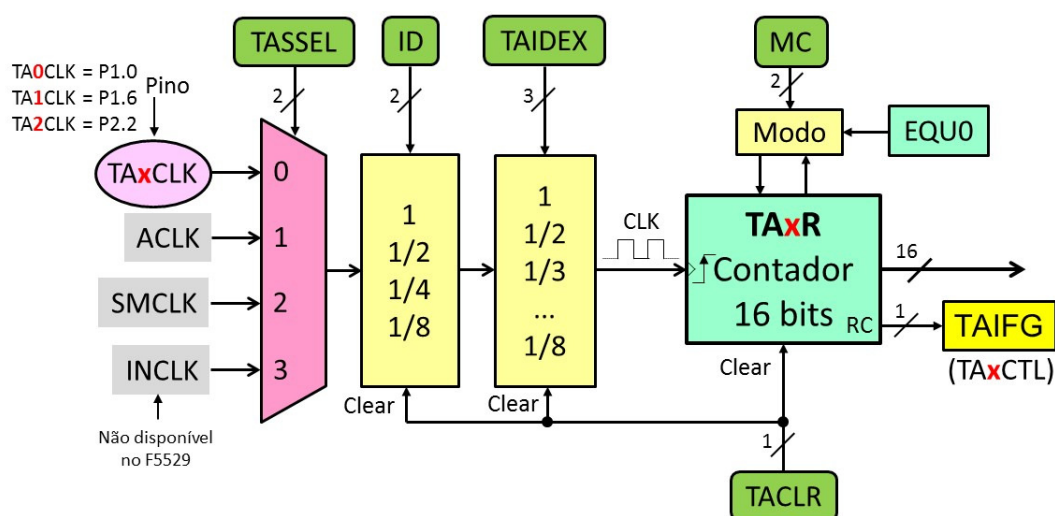 TASSEL
ID
TAIDEX
MC
TA0CLK = P1.0
TA1CLK = P1.6
TA2CLK = P2.2
Pino
2
2
3
2
Modo
EQU0
TAxCLK
ACLK
SMCLK
INCLK
0
1
2
3
1
1/2
1/4
1/8
1
1/2
1/3
...
1/8
CLK
TAxR
Contador
16 bits
RC
16
1
TAIFG
(TAxCTL)
Clear
Clear
Clear
Não disponível
no F5529
1
TACLR